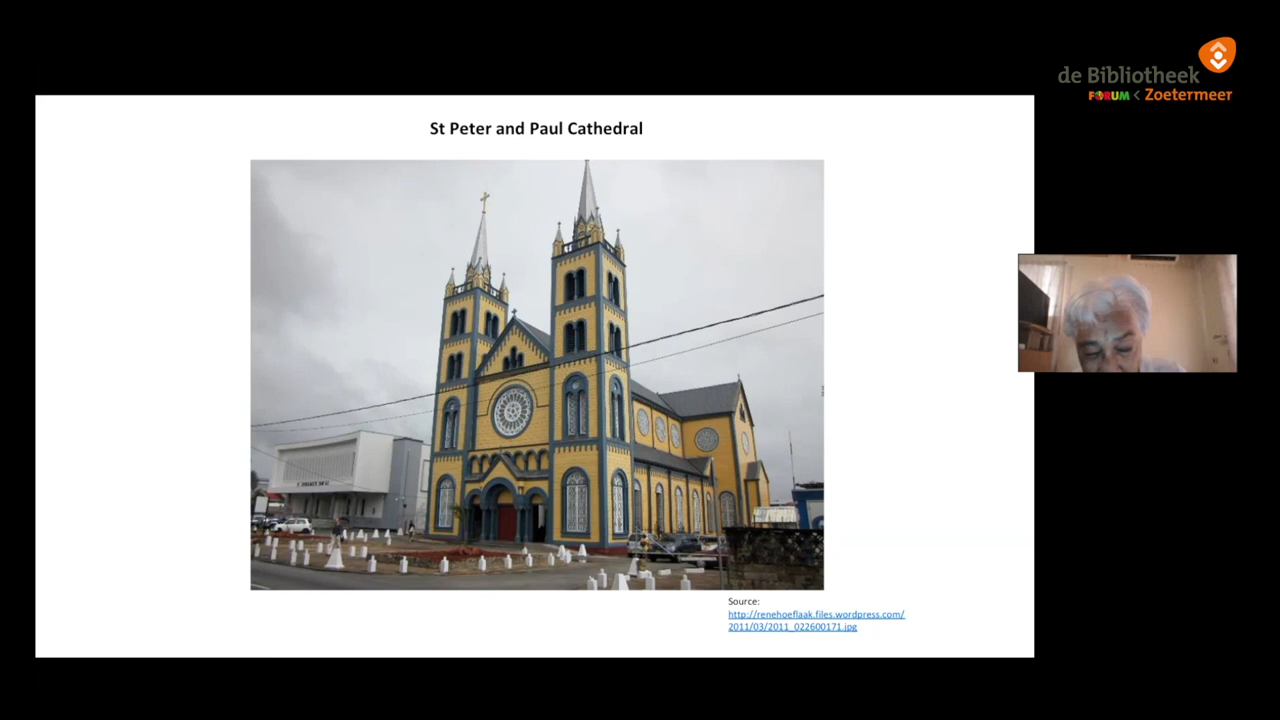 de Bibliotheek
FORUM < Zoetermeer
St Peter and Paul Cathedral
Source:
http://renehoeflaak.files.wordpress.com/
2011/03/2011_022600171.jpg